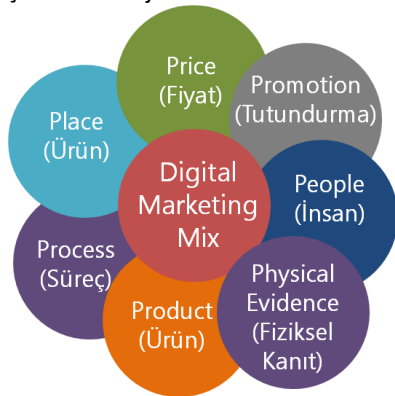 Price
(Fiyat)
Promotion
(Tutundurma)
Place
(Ürün)
Digital
Marketing
Mix
People
(İnsan)
Process
(Süreç)
Physical
Evidence
(Fiziksel
Kanıt)
Product
(Ürün)